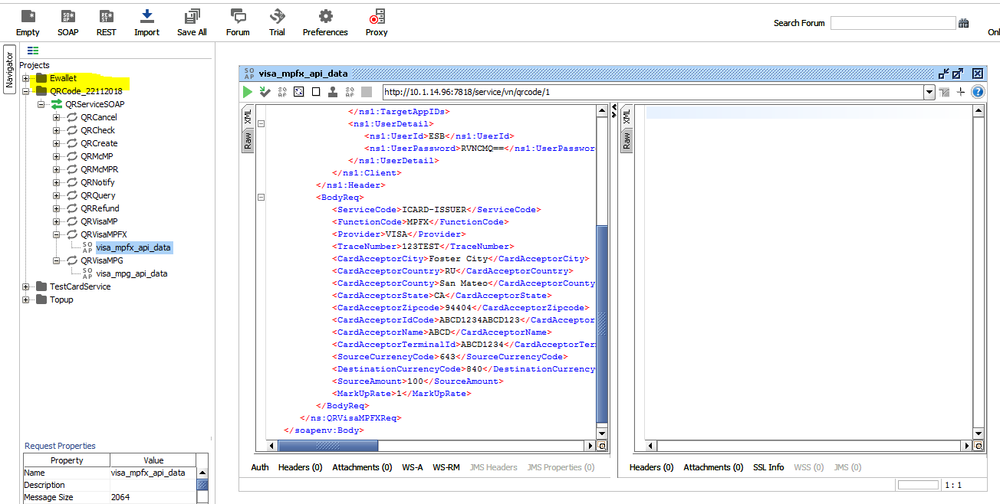 Empty SOAP REST Import Save All Forum Trial Preferences Proxy
Search Forum
Onl
Navigator
Projects
Ewallet
QRCode_22112018
QRServiceSOAP
QRCancel
QRCheck
QRCreate
QRMcMP
QRMcMPR
QRNotify
QRQuery
QRRefund
QRVisaMP
QRVisaMPFX
visa_mpfx_api_data
QRVisaMPG
visa_mpg_api_data
TestCardService
Topup
Request Properties
Property Value
Name visa_mpfx_api_data
Description
Message Size 2064
visa_mpfx_api_data
http://10.1.14.96:7818/service/vn/qrcode/1
XML
Raw
</ns1:TargetAppIDs>
<ns1:UserDetail>
<ns1:UserId>ESB</ns1:UserId>
<ns1:UserPassword>RVNCMQ==</ns1:UserPassword
</ns1:UserDetail>
</ns1:Client>
</ns1:Header>
<BodyReq>
<ServiceCode>ICARD-ISSUER</ServiceCode>
<FunctionCode>MPFX</FunctionCode>
<Provider>VISA</Provider>
<TraceNumber>123TEST</TraceNumber>
<CardAcceptorCity>Foster City</CardAcceptorCity>
<CardAcceptorCountry>RU</CardAcceptorCountry>
<CardAcceptorCounty>San Mateo</CardAcceptorCounty
<CardAcceptorState>CA</CardAcceptorState>
<CardAcceptorZipcode>94404</CardAcceptorZipcode>
<CardAcceptorIdCode>ABCD1234ABCD123</CardAcceptor
<CardAcceptorName>ABCD</CardAcceptorName>
<CardAcceptorTerminalId>ABCD1234</CardAcceptorTer
<SourceCurrencyCode>643</SourceCurrencyCode>
<DestinationCurrencyCode>840</DestinationCurrency
<SourceAmount>100</SourceAmount>
<MarkUpRate>1</MarkUpRate>
</BodyReq>
</ns:QRVisaMPFXReq>
</soapenv:Body>
Auth Headers (0) Attachments (0) WS-A WS-RM JMS Headers JMS Properties (0)
XML
Raw
Headers (0) Attachments (0) SSL Info WSS (0) JMS (0)
1 : 1